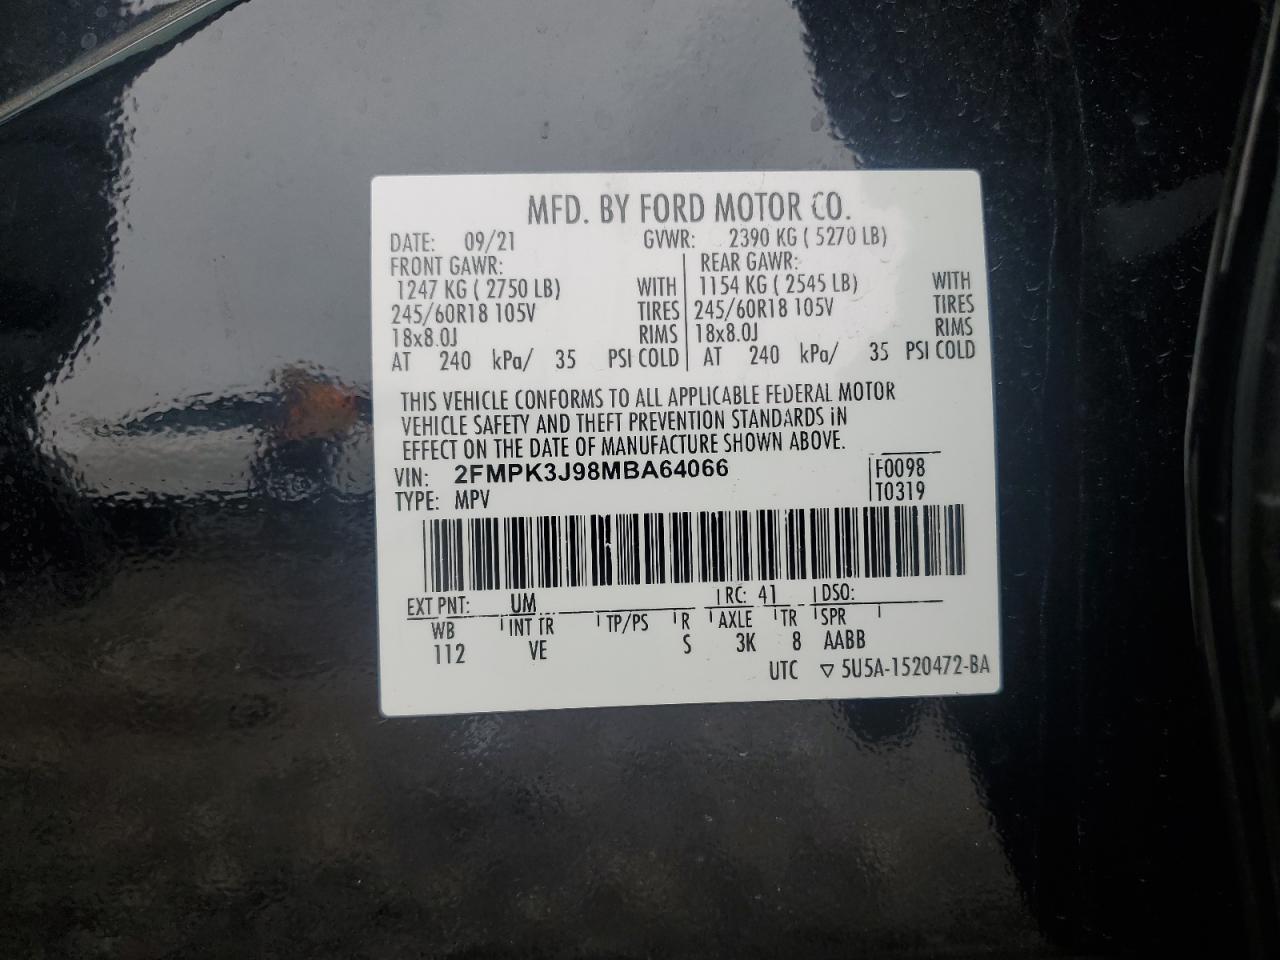 MFD. BY FORD MOTOR CO.
DATE: 09/21 GVWR: 2390 KG ( 5270 LB)
FRONT GAWR: REAR GAWR:
1247 KG ( 2750 LB) WITH 1154 KG ( 2545 LB) WITH
245/60R18 105V TIRES 245/60R18 105V TIRES
18x8.0J RIMS 18x8.0J RIMS
AT 240 kPa/ 35 PSI COLD AT 240 kPa/ 35 PSI COLD
THIS VEHICLE CONFORMS TO ALL APPLICABLE FEDERAL MOTOR
VEHICLE SAFETY AND THEFT PREVENTION STANDARDS IN
EFFECT ON THE DATE OF MANUFACTURE SHOWN ABOVE.
VIN: 2FMPK3J98MBA64066 F0098
TYPE: MPV T0319
EXT PNT: UM RC: 41 DSO:
WB INT TR TP/PS R AXLE TR SPR
112 VE S 3K 8 AABB
UTC ▽ 5U5A-1520472-BA